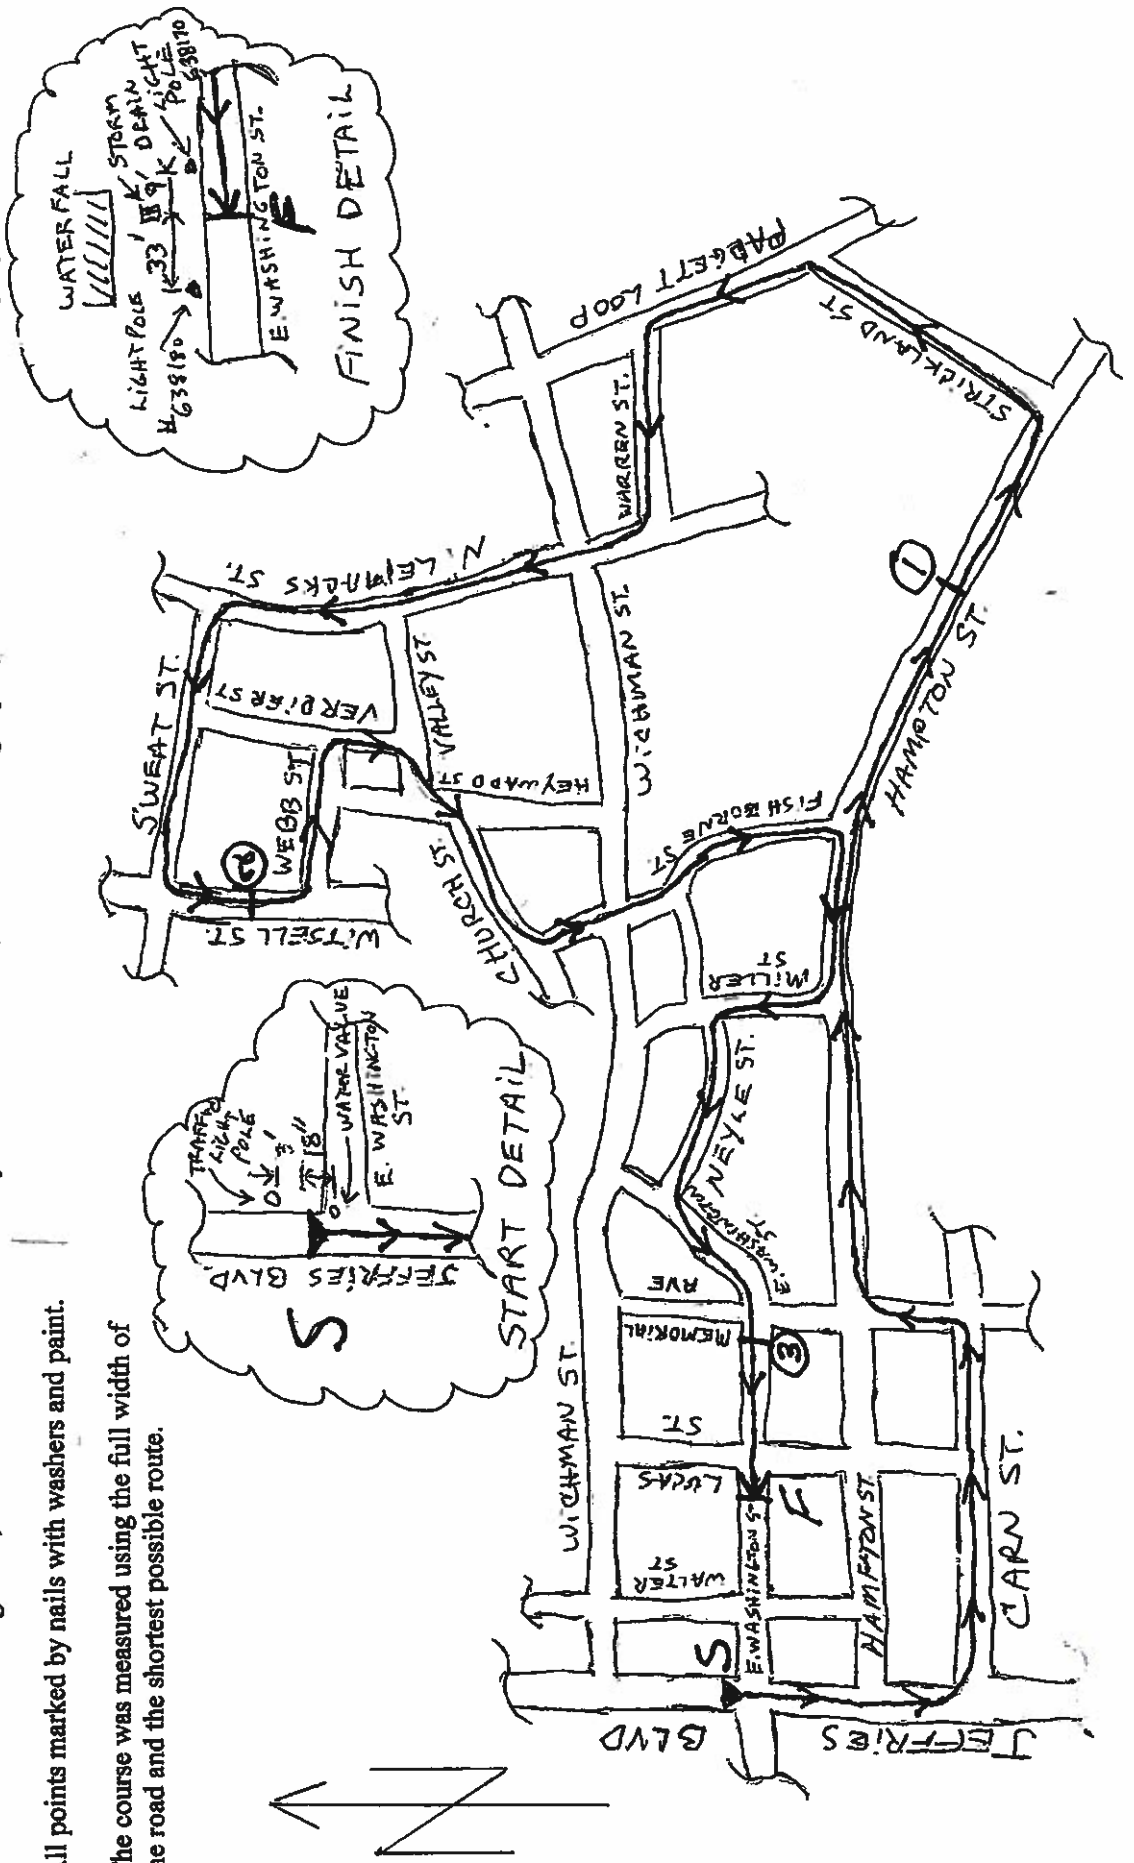 ll points marked by nails with washers and paint.
he course was measured using the full width of
he road and the shortest possible route.
WATERFALL
LIGHT POLE
# 638180
33'
9'
STORM
DRAIN
LIGHT
POLE
638170
E. WASHINGTON ST.
F
FINISH DETAIL
TRAFFIC
LIGHT
POLE
3'
18"
WATER VALVE
E. WASHINGTON
ST.
JEFFRIES BLVD.
S
START DETAIL
SWEAT ST.
WITSELL ST.
2
WEBB ST
VERDIER ST
N LEMACKS ST.
VALLEY ST
HEYWARD ST
CHURCH ST.
WICHMAN ST.
WARREN ST.
PADGETT LOOP
STRICKLAND ST
1
HAMPTON ST.
FISHBORNE
ST.
MILLER
ST
NEYLE ST.
E. WASHINGTON
ST
WICHMAN ST.
MEMORIAL
AVE
3
LUCAS
ST.
WALTER
ST
S
E. WASHINGTON ST
F
HAMPTON ST.
CARN ST.
JEFFRIES BLVD
N